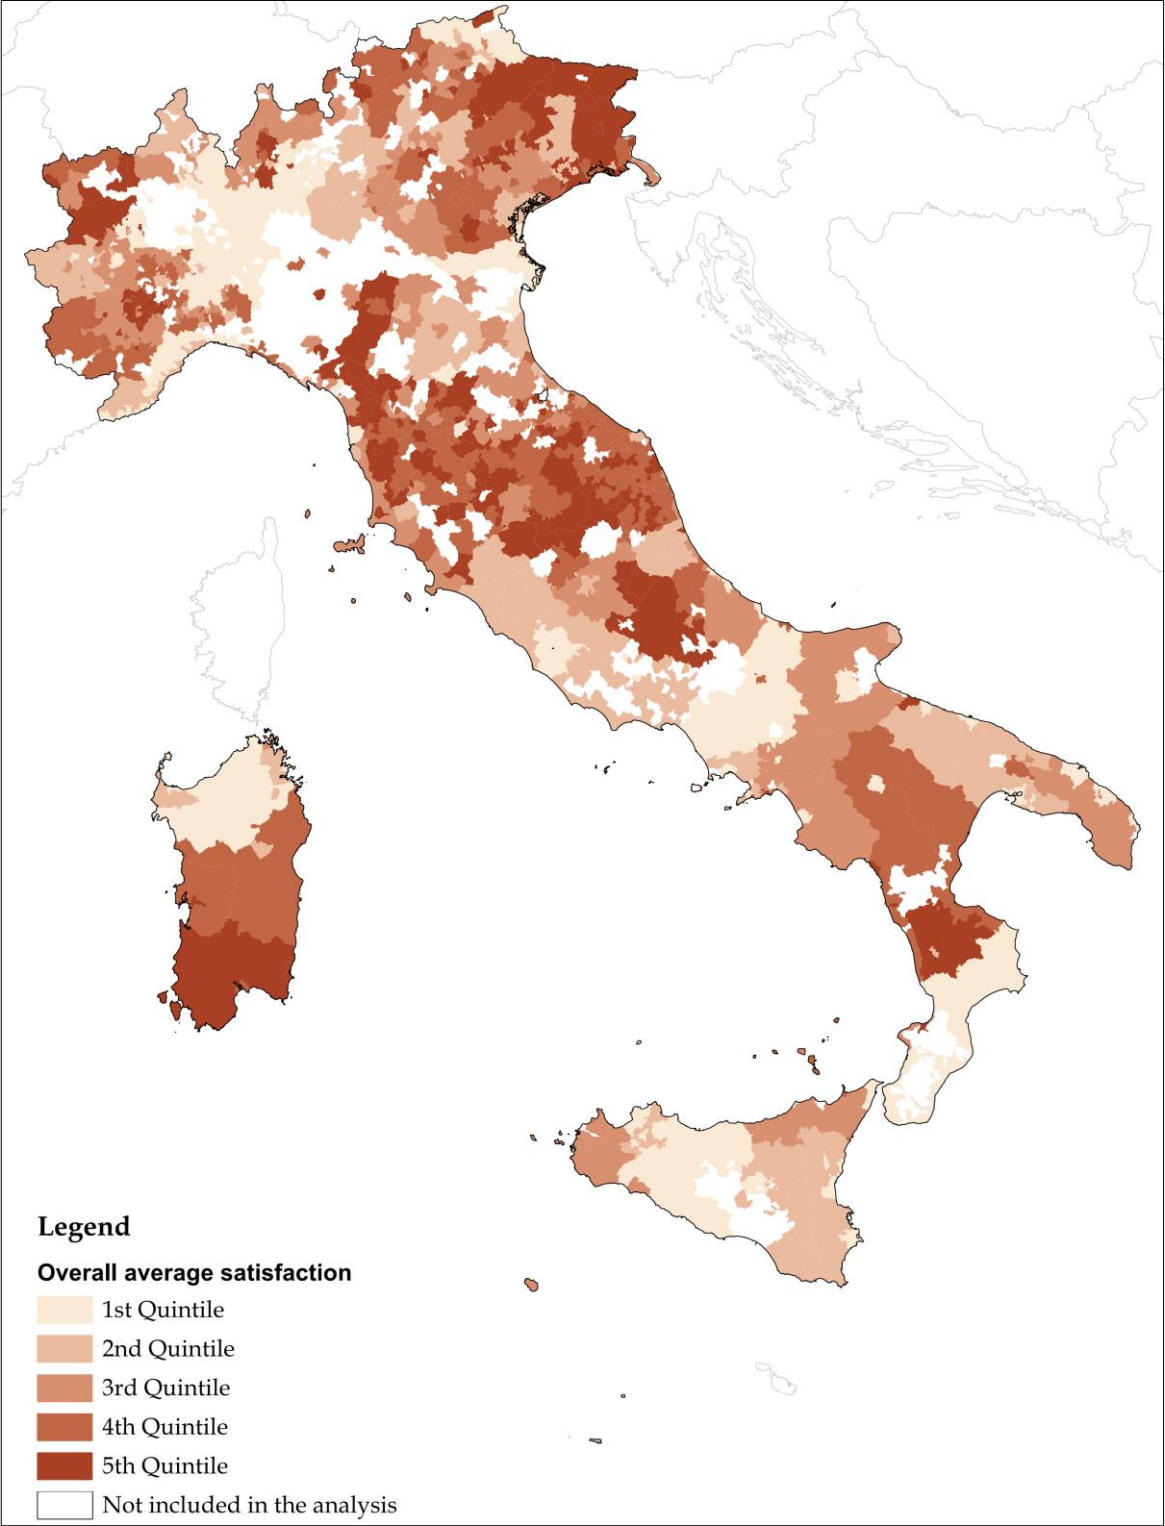 Legend
Overall average satisfaction
1st Quintile
2nd Quintile
3rd Quintile
4th Quintile
5th Quintile
Not included in the analysis